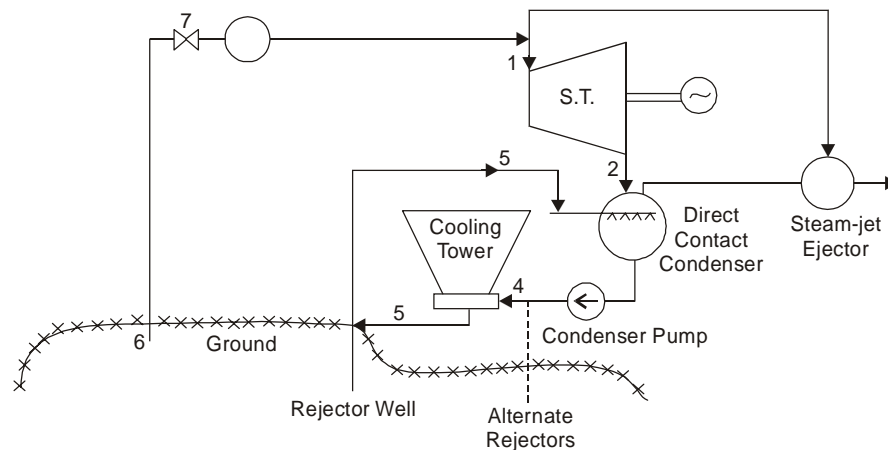 7
1
S.T.
5
2
Cooling
Tower
Direct
Contact
Condenser
Steam-jet
Ejector
4
5
Condenser Pump
6
Ground
Rejector Well
Alternate
Rejectors